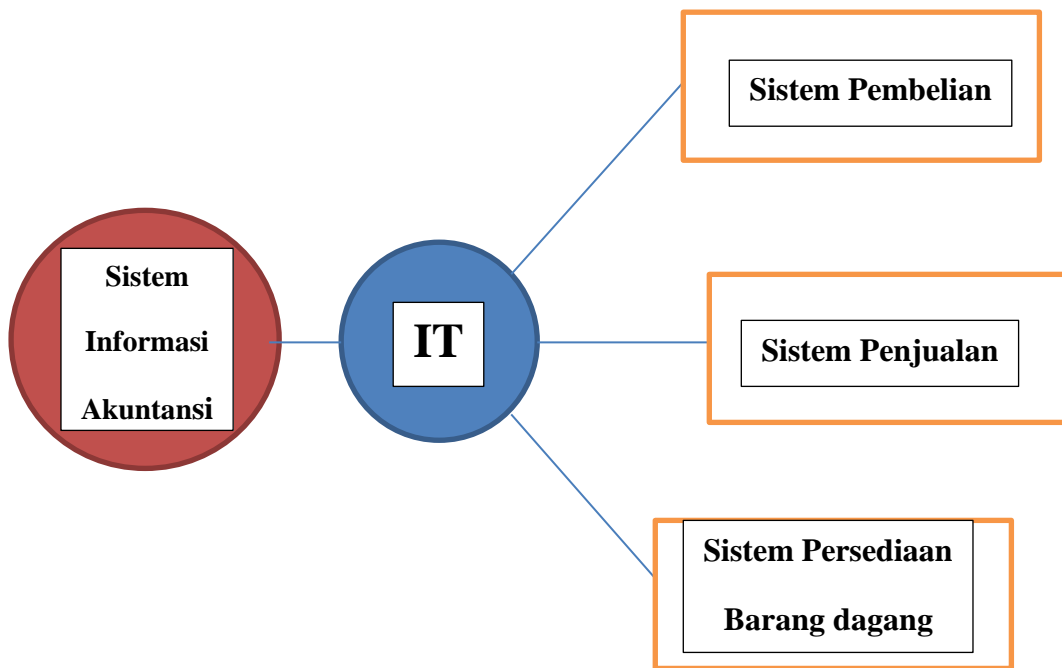 Sistem Pembelian
Sistem
Informasi
Akuntansi
IT
Sistem Penjualan
Sistem Persediaan
Barang dagang